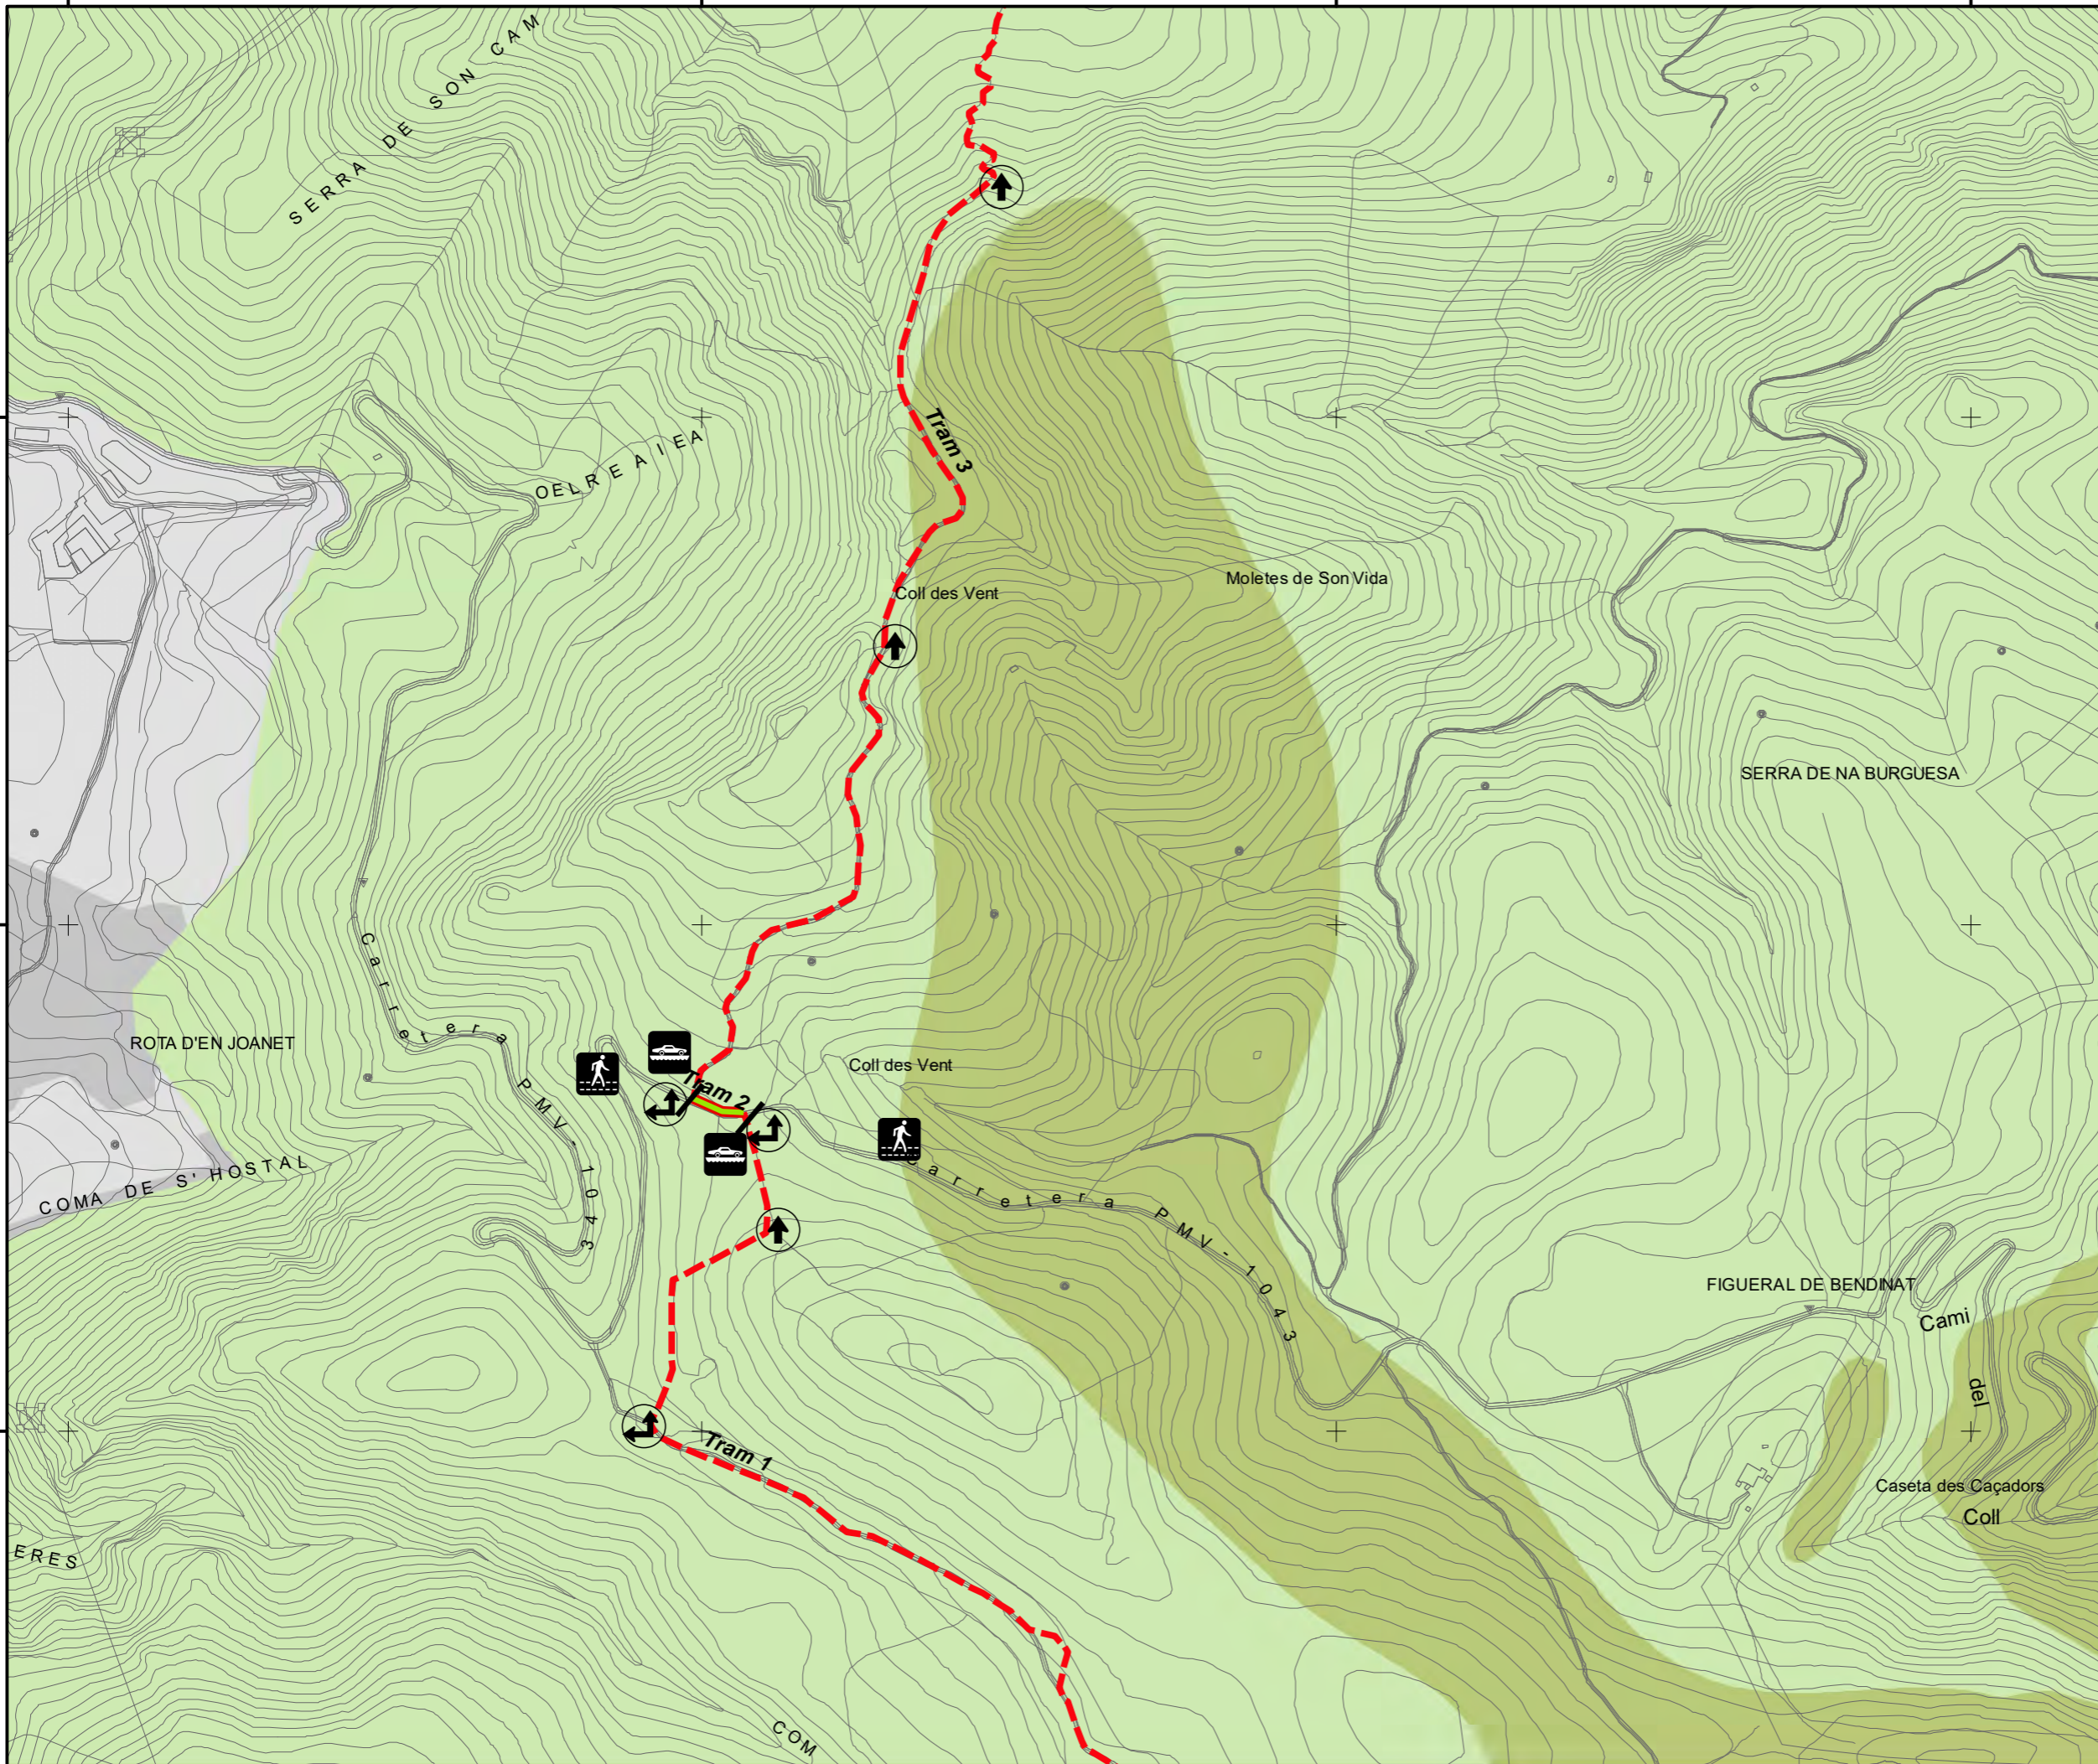 SERRA DE SON CAM
Tram 3
OELREAIEA
Moletes de Son Vida
Coll des Vent
SERRA DE NA BURGUESA
Carretera PMV-1034
ROTA D'EN JOANET
Coll des Vent
Tram 2
COMA DE S' HOSTAL
Carretera PMV-1043
FIGUERAL DE BENDINAT
Cami
del
Coll
Tram 1
Caseta des Caçadors
ERES
COM